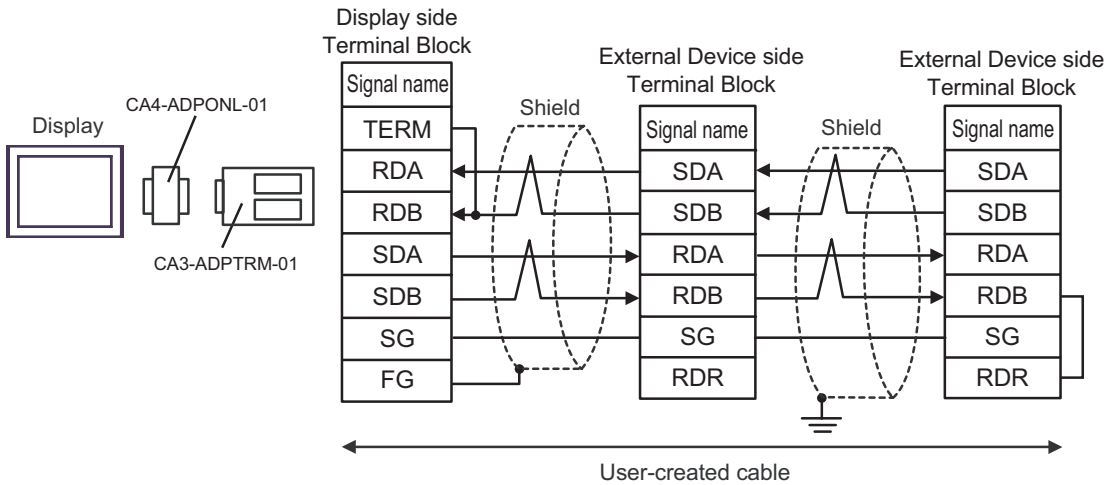 Display
CA4-ADPONL-01
CA3-ADPTRM-01
Display side
Terminal Block
Signal name
TERM
RDA
RDB
SDA
SDB
SG
FG
Shield
External Device side
Terminal Block
Signal name
SDA
SDB
RDA
RDB
SG
RDR
Shield
External Device side
Terminal Block
Signal name
SDA
SDB
RDA
RDB
SG
RDR
User-created cable